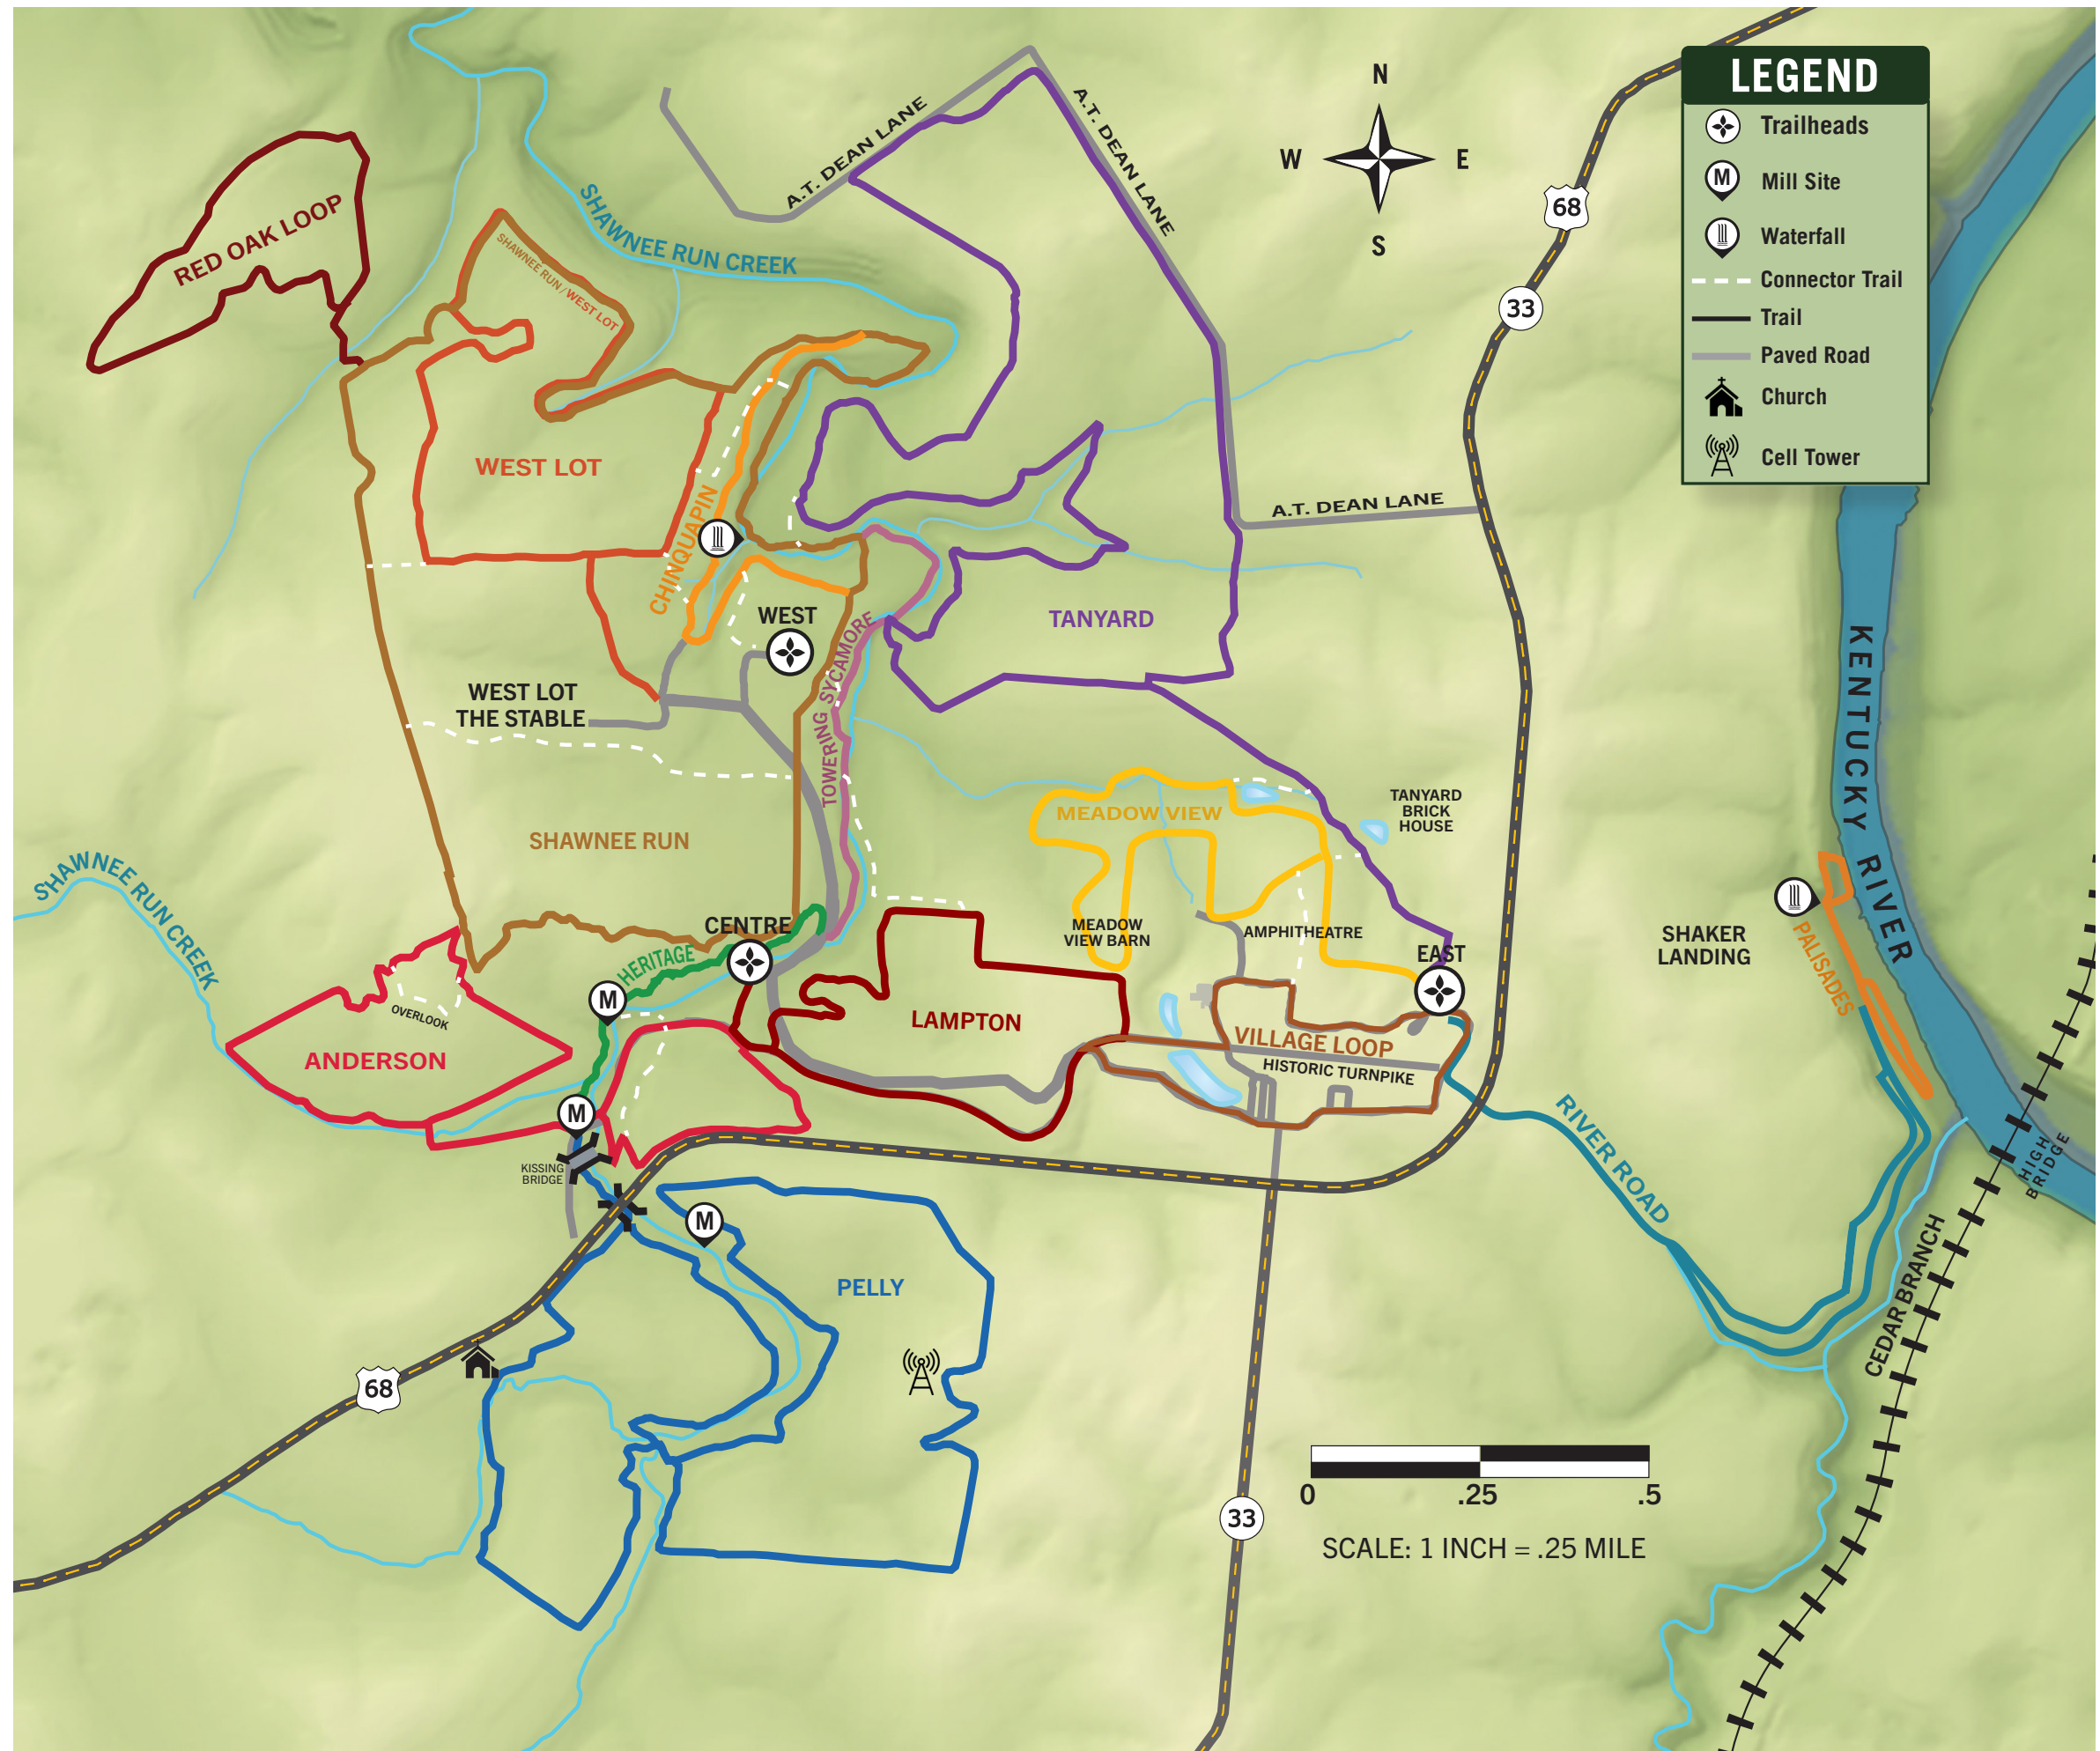 N
W
E
S
LEGEND
Trailheads
M
Mill Site
Waterfall
Connector Trail
Trail
Paved Road
Church
Cell Tower
A.T. DEAN LANE
A.T. DEAN LANE
A.T. DEAN LANE
68
33
RED OAK LOOP
SHAWNEE RUN CREEK
SHAWNEE RUN / WEST LOT
WEST LOT
CHINQUAPIN
WEST
TANYARD
TOWERING SYCAMORE
WEST LOT
THE STABLE
KENTUCKY RIVER
SHAWNEE RUN
MEADOW VIEW
TANYARD
BRICK
HOUSE
SHAWNEE RUN CREEK
CENTRE
HERITAGE
MEADOW
VIEW BARN
AMPHITHEATRE
EAST
SHAKER
LANDING
PALISADES
M
OVERLOOK
LAMPTON
VILLAGE LOOP
HISTORIC TURNPIKE
ANDERSON
M
KISSING
BRIDGE
RIVER ROAD
HIGH
BRIDGE
M
PELLY
CEDAR BRANCH
68
33
0
.25
.5
SCALE: 1 INCH = .25 MILE